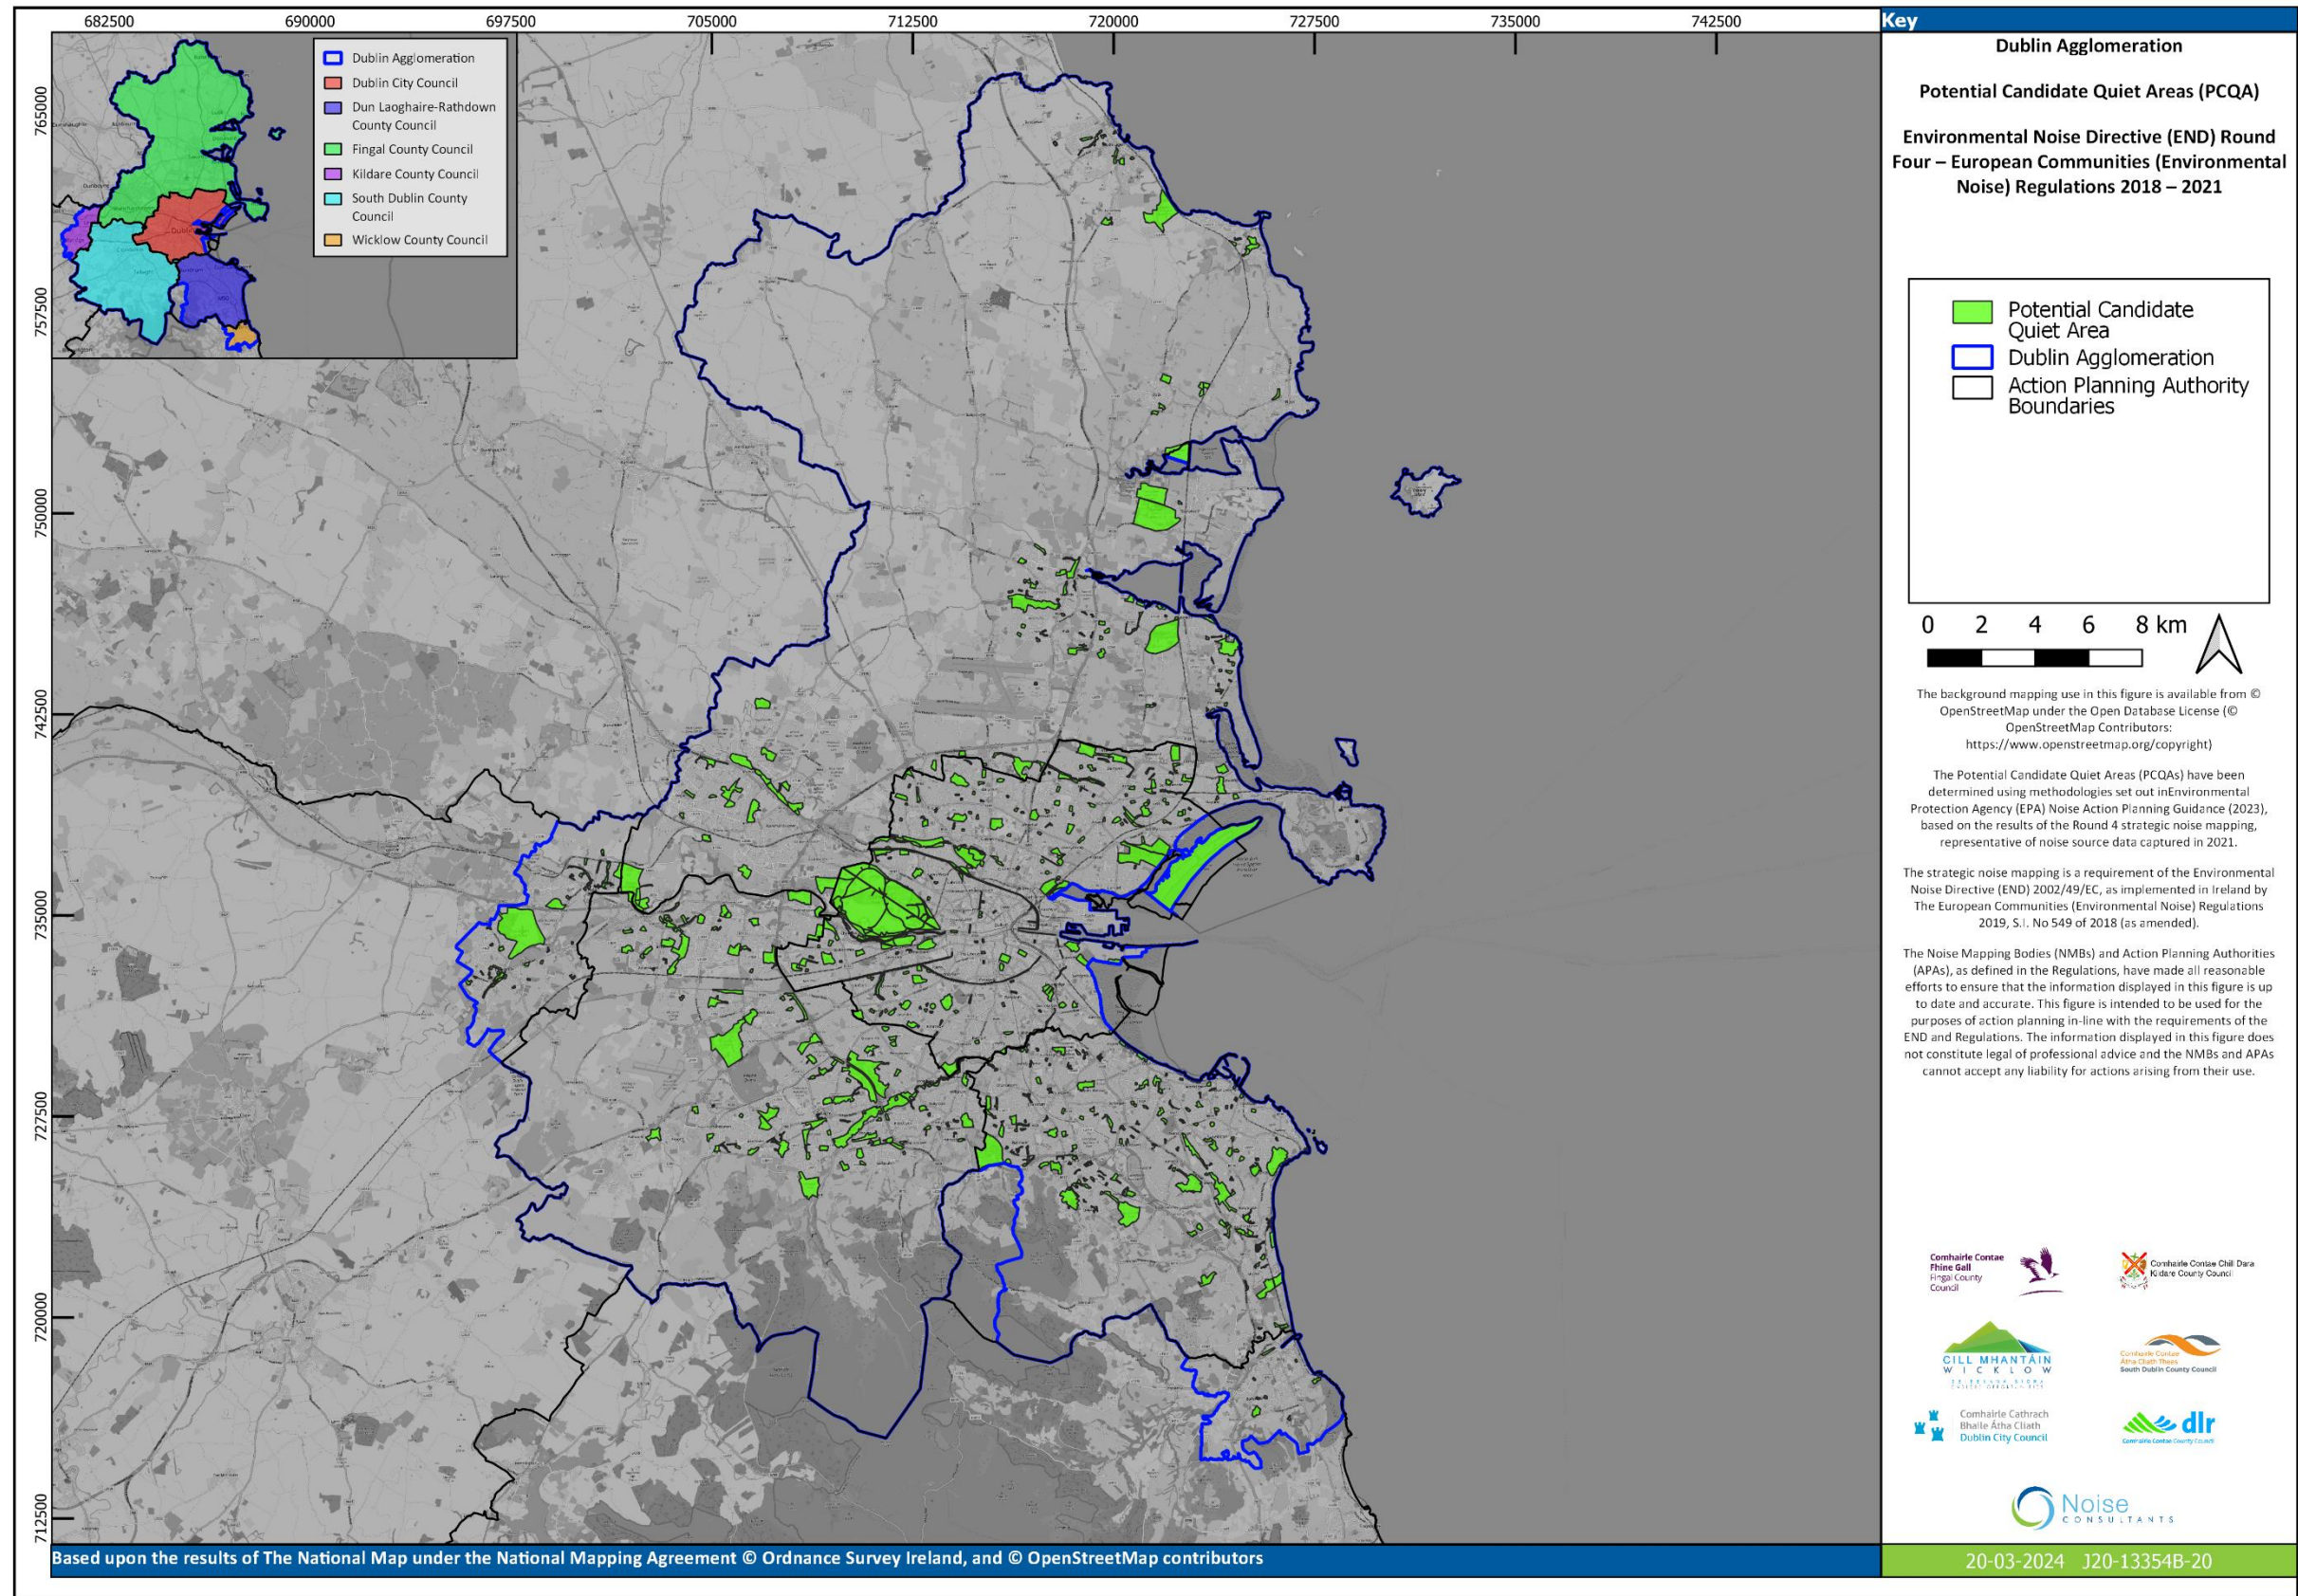 682500 690000 697500 705000 712500 720000 727500 735000 742500
765000
757500
750000
742500
735000
727500
720000
712500
Dublin Agglomeration
Dublin City Council
Dun Laoghaire-Rathdown
County Council
Fingal County Council
Kildare County Council
South Dublin County
Council
Wicklow County Council
Key
Dublin Agglomeration
Potential Candidate Quiet Areas (PCQA)
Environmental Noise Directive (END) Round
Four – European Communities (Environmental
Noise) Regulations 2018 – 2021
Potential Candidate
Quiet Area
Dublin Agglomeration
Action Planning Authority
Boundaries
0 2 4 6 8 km
The background mapping use in this figure is available from ©
OpenStreetMap under the Open Database License (©
OpenStreetMap Contributors:
https://www.openstreetmap.org/copyright)
The Potential Candidate Quiet Areas (PCQAs) have been
determined using methodologies set out inEnvironmental
Protection Agency (EPA) Noise Action Planning Guidance (2023),
based on the results of the Round 4 strategic noise mapping,
representative of noise source data captured in 2021.
The strategic noise mapping is a requirement of the Environmental
Noise Directive (END) 2002/49/EC, as implemented in Ireland by
The European Communities (Environmental Noise) Regulations
2019, S.I. No 549 of 2018 (as amended).
The Noise Mapping Bodies (NMBs) and Action Planning Authorities
(APAs), as defined in the Regulations, have made all reasonable
efforts to ensure that the information displayed in this figure is up
to date and accurate. This figure is intended to be used for the
purposes of action planning in-line with the requirements of the
END and Regulations. The information displayed in this figure does
not constitute legal of professional advice and the NMBs and APAs
cannot accept any liability for actions arising from their use.
Comhairle Contae
Fhine Gall
Fingal County
Council
Comhairle Contae Chill Dara
Kildare County Council
CILL MHANTÁIN
WICKLOW
Comhairle Contae
Átha Cliath Theas
South Dublin County Council
Comhairle Cathrach
Bhaile Átha Cliath
Dublin City Council
dlr
Comhairle Contae County Council
Noise
CONSULTANTS
Based upon the results of The National Map under the National Mapping Agreement © Ordnance Survey Ireland, and © OpenStreetMap contributors
20-03-2024 J20-13354B-20